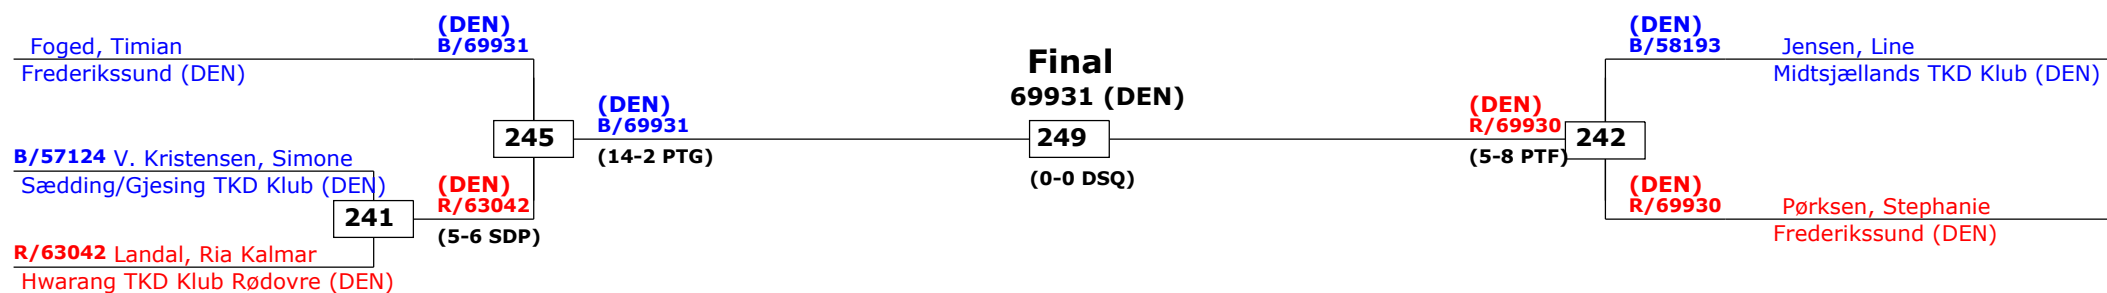 Foged, Timian
Frederikssund (DEN)
(DEN)
B/69931
B/57124 V. Kristensen, Simone
Sædding/Gjesing TKD Klub (DEN)
R/63042 Landal, Ria Kalmar
Hwarang TKD Klub Rødovre (DEN)
241
(DEN)
R/63042
(5-6 SDP)
245
(DEN)
B/69931
(14-2 PTG)
Final
69931 (DEN)
249
(0-0 DSQ)
(DEN)
R/69930
(5-8 PTF)
242
(DEN)
B/58193
Jensen, Line
Midtsjællands TKD Klub (DEN)
(DEN)
R/69930
Pørksen, Stephanie
Frederikssund (DEN)